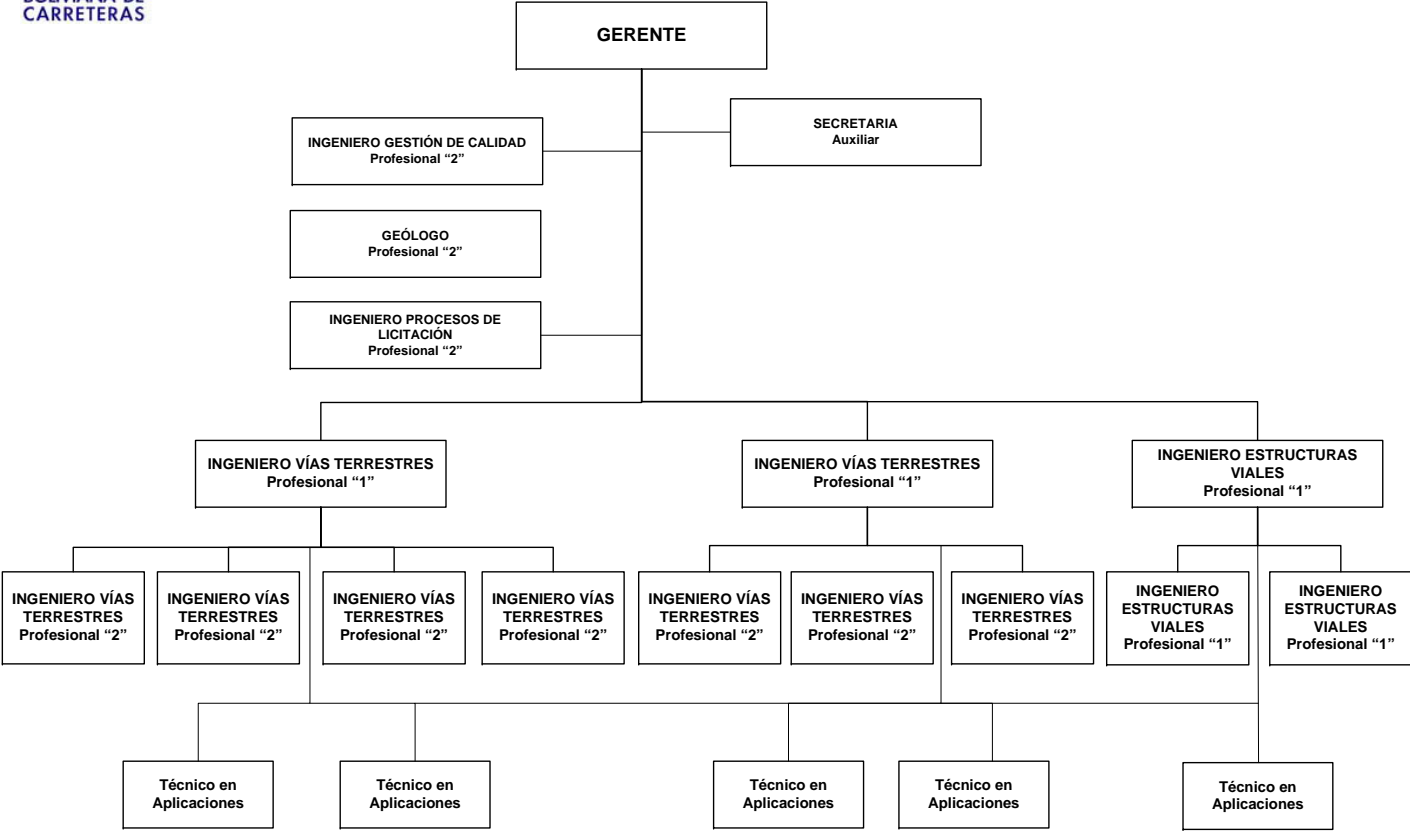 CARRETERAS
GERENTE
SECRETARIA
Auxiliar
INGENIERO GESTIÓN DE CALIDAD
Profesional “2”
GEÓLOGO
Profesional “2”
INGENIERO PROCESOS DE
LICITACIÓN
Profesional “2”
INGENIERO VÍAS TERRESTRES
Profesional “1”
INGENIERO VÍAS TERRESTRES
Profesional “1”
INGENIERO ESTRUCTURAS
VIALES
Profesional “1”
INGENIERO VÍAS
TERRESTRES
Profesional “2”
INGENIERO VÍAS
TERRESTRES
Profesional “2”
INGENIERO VÍAS
TERRESTRES
Profesional “2”
INGENIERO VÍAS
TERRESTRES
Profesional “2”
INGENIERO VÍAS
TERRESTRES
Profesional “2”
INGENIERO VÍAS
TERRESTRES
Profesional “2”
INGENIERO VÍAS
TERRESTRES
Profesional “2”
INGENIERO
ESTRUCTURAS
VIALES
Profesional “1”
INGENIERO
ESTRUCTURAS
VIALES
Profesional “1”
Técnico en
Aplicaciones
Técnico en
Aplicaciones
Técnico en
Aplicaciones
Técnico en
Aplicaciones
Técnico en
Aplicaciones